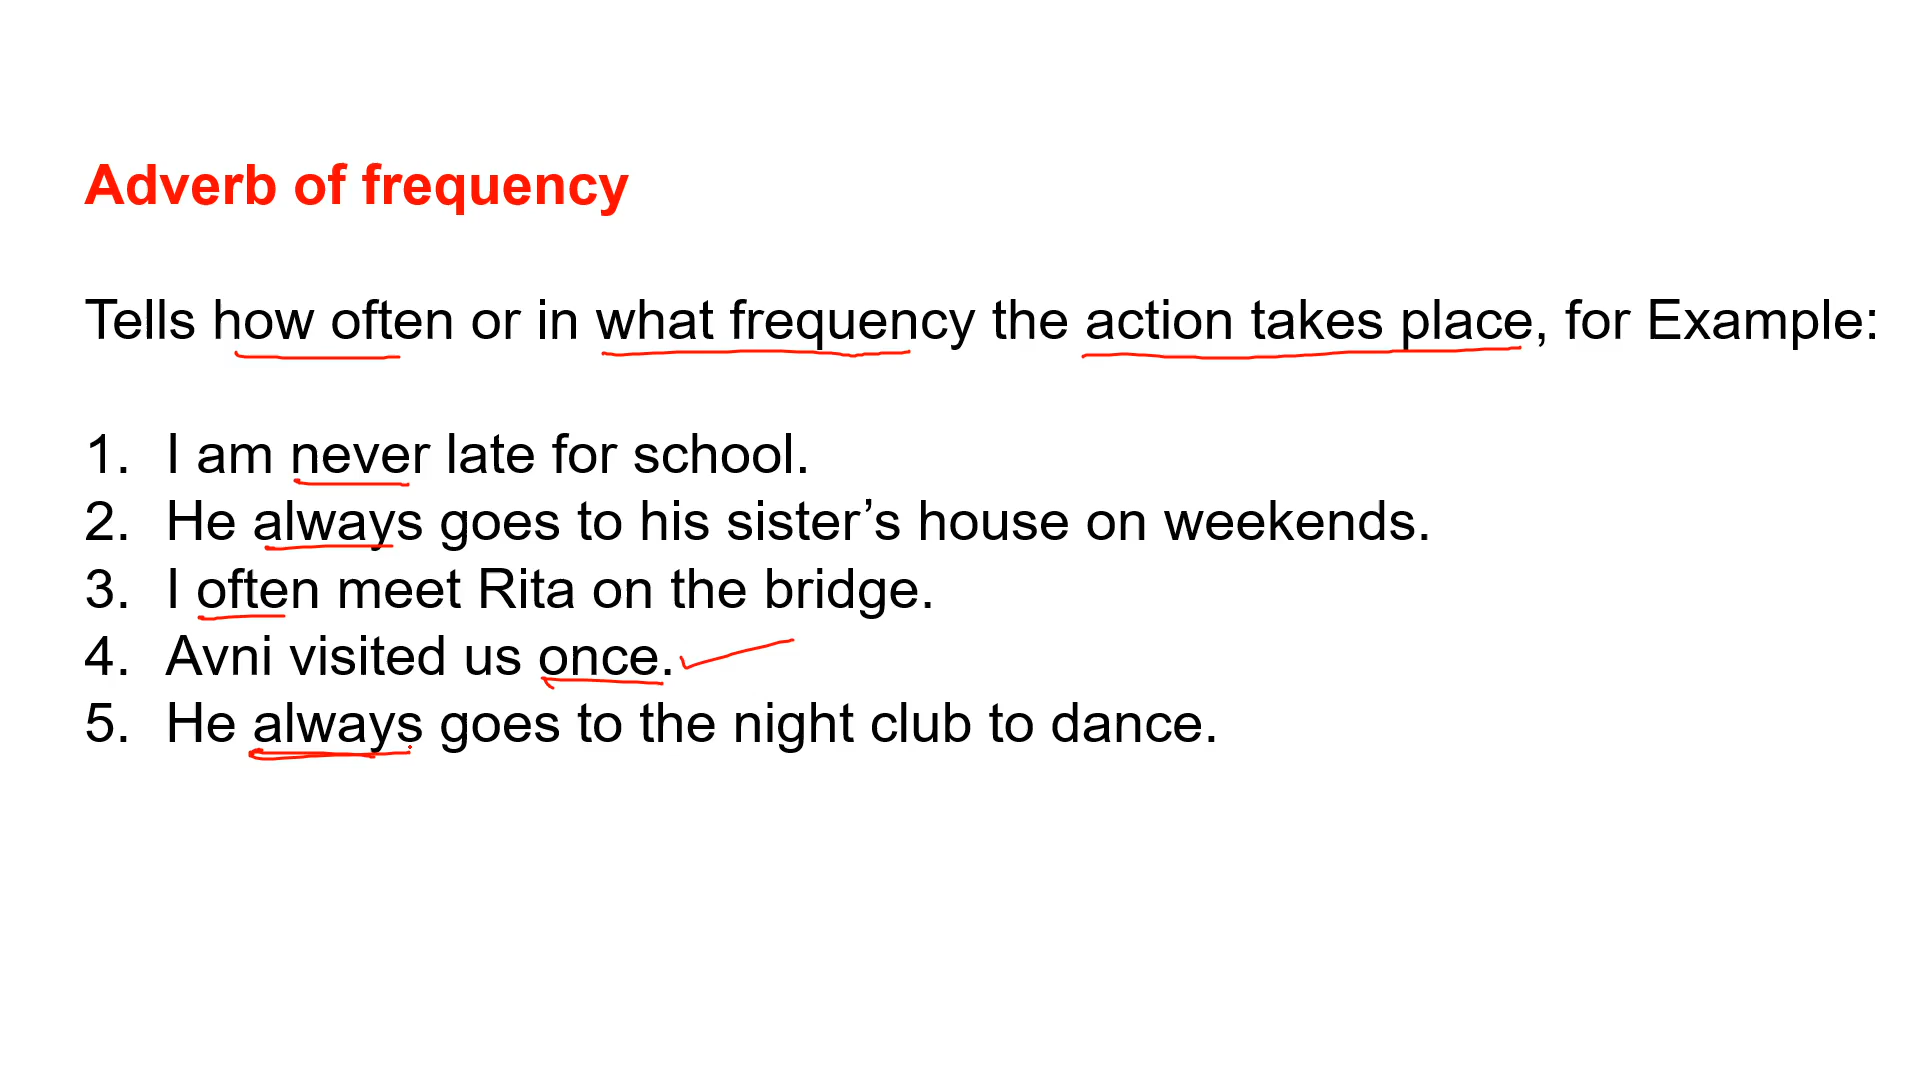 Adverb of frequency
Tells how often or in what frequency the action takes place, for Example:
1. I am never late for school.
2. He always goes to his sister’s house on weekends.
3. I often meet Rita on the bridge.
4. Avni visited us once.
5. He always goes to the night club to dance.